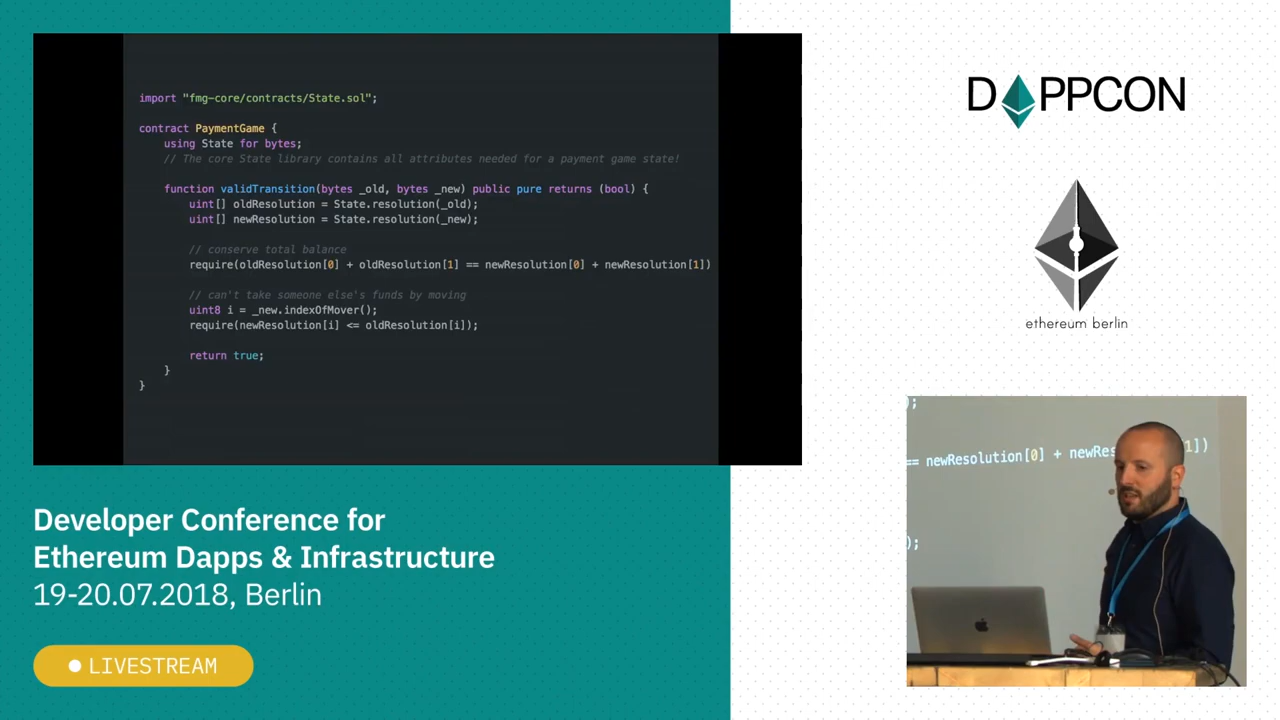 import "fmg-core/contracts/State.sol";
contract PaymentGame {
using State for bytes;
// The core State library contains all attributes needed for a payment game state!
function validTransition(bytes _old, bytes _new) public pure returns (bool) {
uint[] oldResolution = State.resolution(_old);
uint[] newResolution = State.resolution(_new);
// conserve total balance
require(oldResolution[0] + oldResolution[1] == newResolution[0] + newResolution[1])
// can't take someone else's funds by moving
uint8 i = _new.indexOfMover();
require(newResolution[i] <= oldResolution[i]);
return true;
}
}
Developer Conference for
Ethereum Dapps & Infrastructure
19-20.07.2018, Berlin
LIVESTREAM
D PPCON
ethereum berlin
);
== newResolution[0] + newRes 1])
);